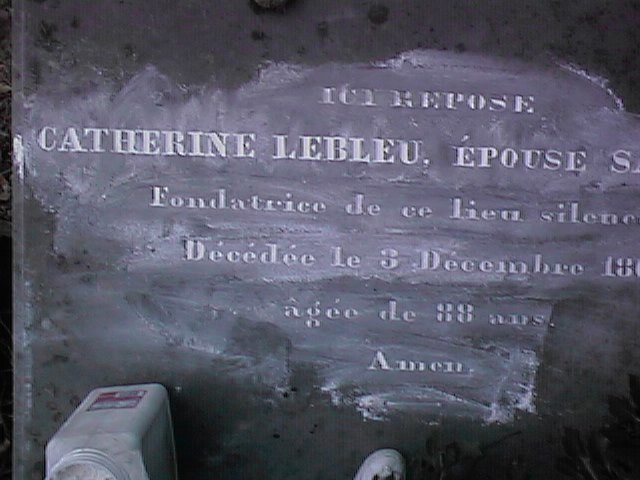 ICI REPOSE
CATHERINE LEBLEU, ÉPOUSE
Fondatrice de ce lieu
Décédée le 3 Décembre
âgée de 88 ans.
Amen.